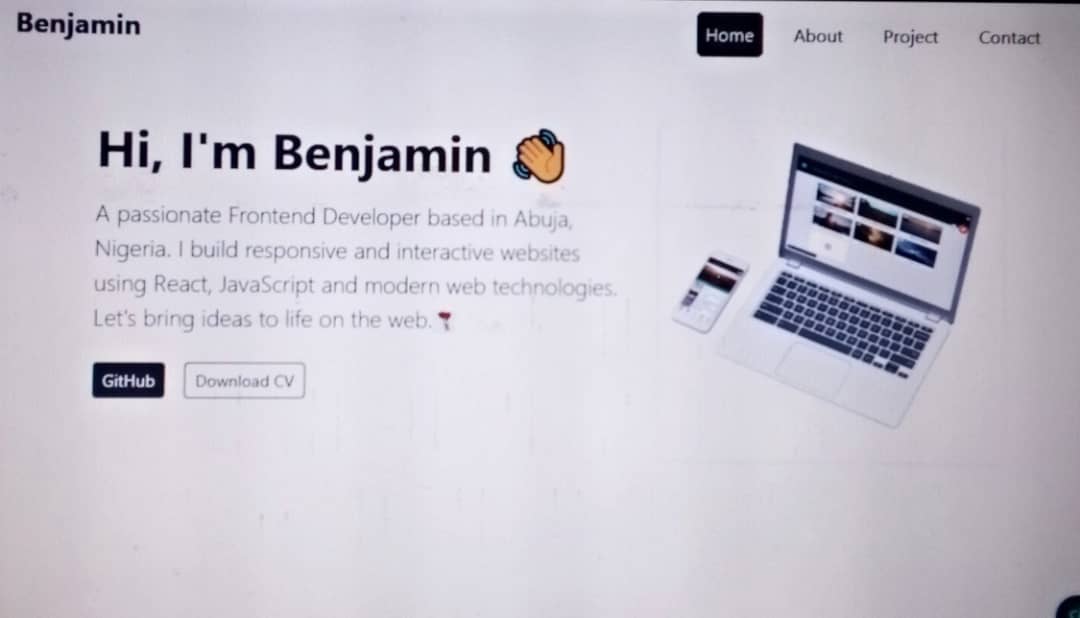 Benjamin
Home About Project Contact
Hi, I'm Benjamin 👋
A passionate Frontend Developer based in Abuja,
Nigeria. I build responsive and interactive websites
using React, JavaScript and modern web technologies.
Let's bring ideas to life on the web.
GitHub Download CV